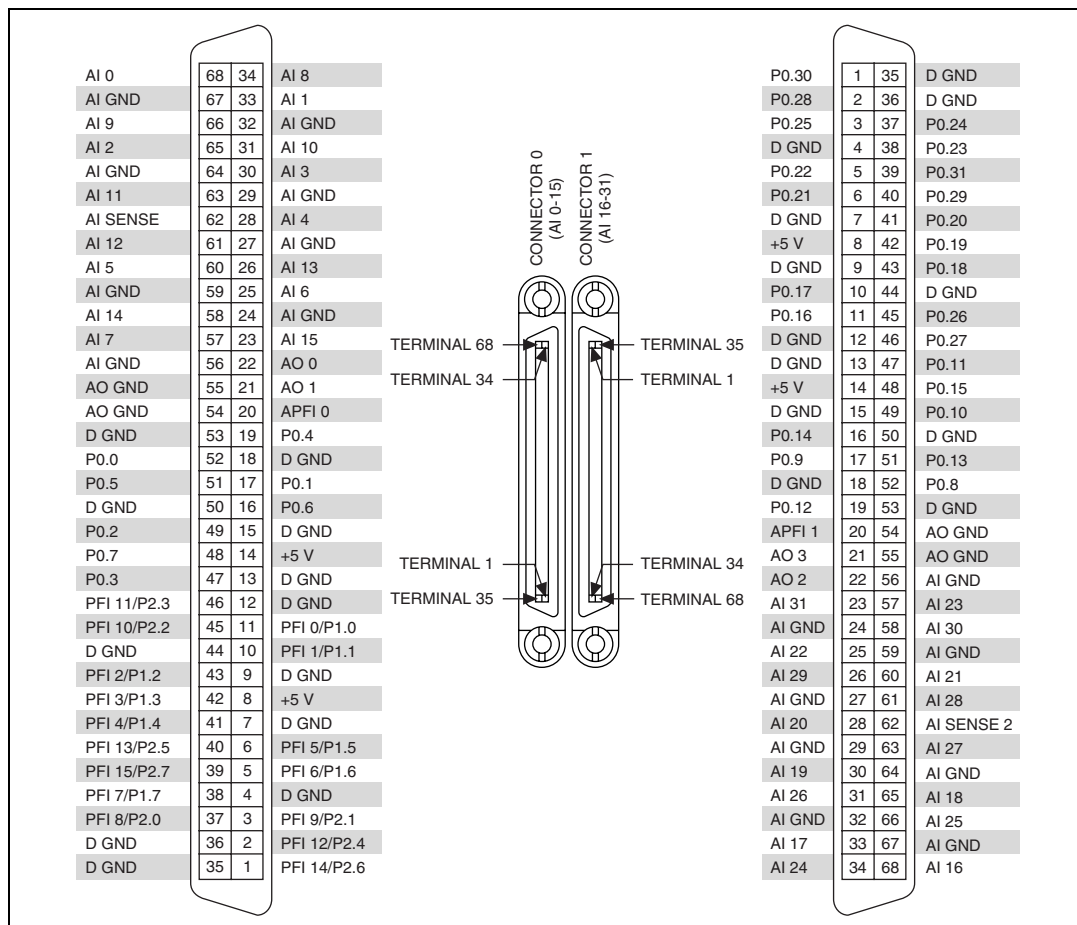 AI 0 68 34 AI 8
AI GND 67 33 AI 1
AI 9 66 32 AI GND
AI 2 65 31 AI 10
AI GND 64 30 AI 3
AI 11 63 29 AI GND
AI SENSE 62 28 AI 4
AI 12 61 27 AI GND
AI 5 60 26 AI 13
AI GND 59 25 AI 6
AI 14 58 24 AI GND
AI 7 57 23 AI 15
AI GND 56 22 AO 0
AO GND 55 21 AO 1
AO GND 54 20 APFI 0
D GND 53 19 P0.4
P0.0 52 18 D GND
P0.5 51 17 P0.1
D GND 50 16 P0.6
P0.2 49 15 D GND
P0.7 48 14 +5 V
P0.3 47 13 D GND
PFI 11/P2.3 46 12 D GND
PFI 10/P2.2 45 11 PFI 0/P1.0
D GND 44 10 PFI 1/P1.1
PFI 2/P1.2 43 9 D GND
PFI 3/P1.3 42 8 +5 V
PFI 4/P1.4 41 7 D GND
PFI 13/P2.5 40 6 PFI 5/P1.5
PFI 15/P2.7 39 5 PFI 6/P1.6
PFI 7/P1.7 38 4 D GND
PFI 8/P2.0 37 3 PFI 9/P2.1
D GND 36 2 PFI 12/P2.4
D GND 35 1 PFI 14/P2.6
CONNECTOR 0
(AI 0-15)
CONNECTOR 1
(AI 16-31)
TERMINAL 68
TERMINAL 34
TERMINAL 35
TERMINAL 1
TERMINAL 1
TERMINAL 35
TERMINAL 34
TERMINAL 68
P0.30 1 35 D GND
P0.28 2 36 D GND
P0.25 3 37 P0.24
D GND 4 38 P0.23
P0.22 5 39 P0.31
P0.21 6 40 P0.29
D GND 7 41 P0.20
+5 V 8 42 P0.19
D GND 9 43 P0.18
P0.17 10 44 D GND
P0.16 11 45 P0.26
D GND 12 46 P0.27
D GND 13 47 P0.11
+5 V 14 48 P0.15
D GND 15 49 P0.10
P0.14 16 50 D GND
P0.9 17 51 P0.13
D GND 18 52 P0.8
P0.12 19 53 D GND
APFI 1 20 54 AO GND
AO 3 21 55 AO GND
AO 2 22 56 AI GND
AI 31 23 57 AI 23
AI GND 24 58 AI 30
AI 22 25 59 AI GND
AI 29 26 60 AI 21
AI GND 27 61 AI 28
AI 20 28 62 AI SENSE 2
AI GND 29 63 AI 27
AI 19 30 64 AI GND
AI 26 31 65 AI 18
AI GND 32 66 AI 25
AI 17 33 67 AI GND
AI 24 34 68 AI 16